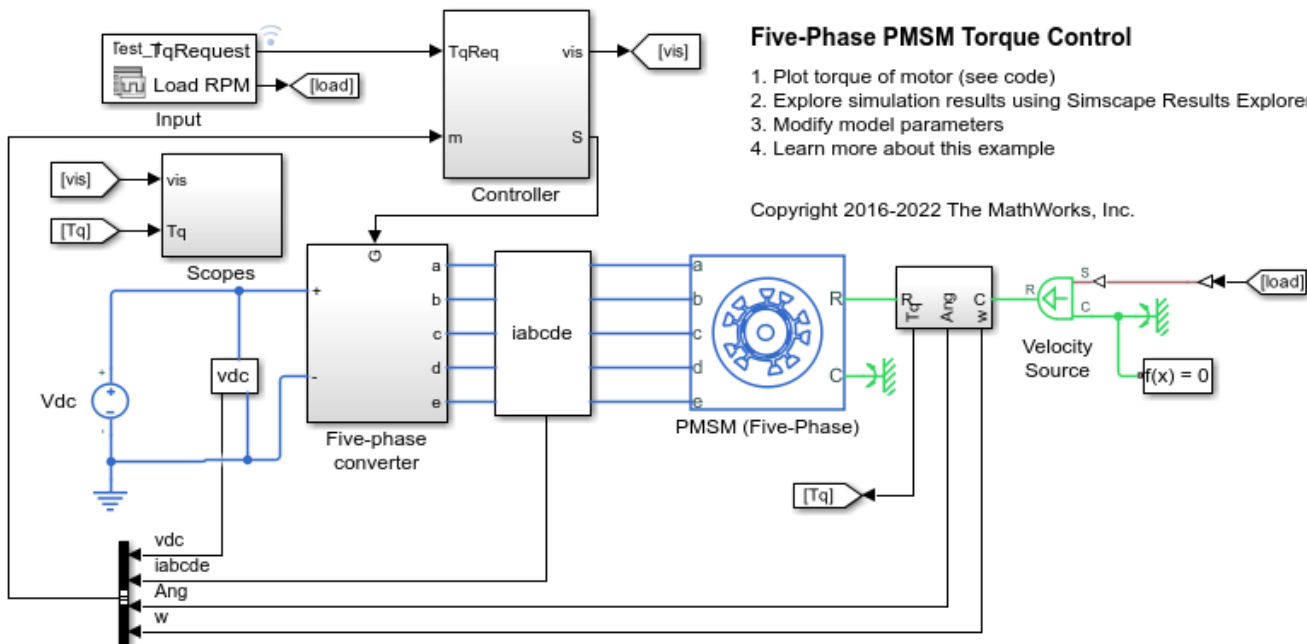 Five-Phase PMSM Torque Control
1. Plot torque of motor (see code)
2. Explore simulation results using Simscape Results Explorer
3. Modify model parameters
4. Learn more about this example
Copyright 2016-2022 The MathWorks, Inc.
Test_TqRequest
Load RPM
Input
[load]
TqReq
vis
m
S
Controller
[vis]
[vis]
[Tq]
vis
Tq
Scopes
G
+
-
a
b
c
d
e
Five-phase
converter
iabcde
a
b
c
d
e
R
C
PMSM (Five-Phase)
R
C
Tq
Ang
w
R
S
C
Velocity
Source
[load]
f(x) = 0
Vdc
+
-
+
-
vdc
[Tq]
vdc
iabcde
Ang
w